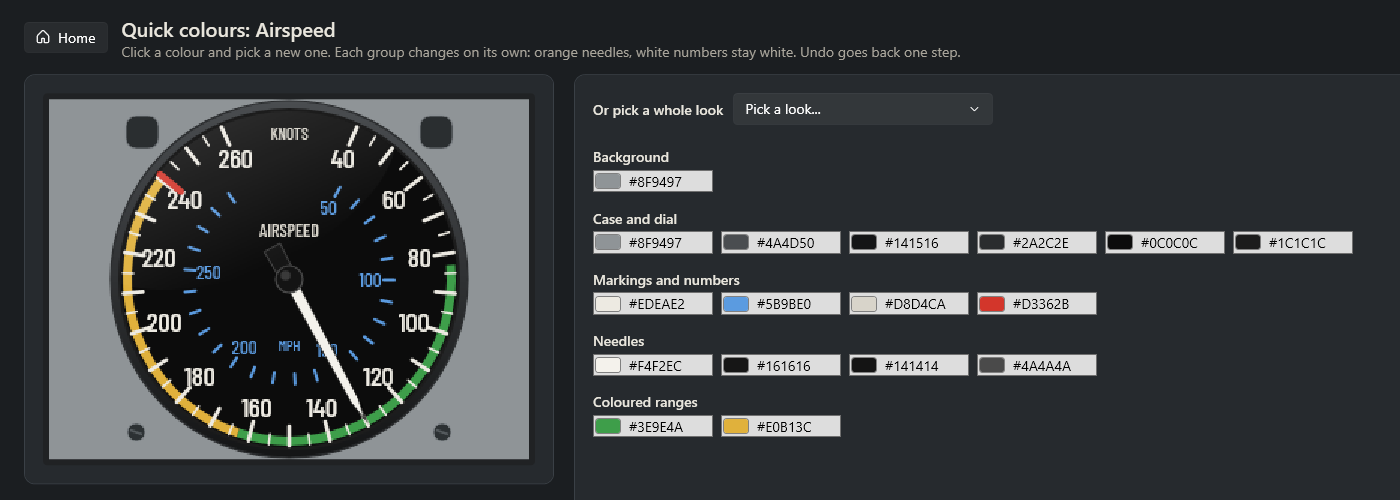 Home
Quick colours: Airspeed
Click a colour and pick a new one. Each group changes on its own: orange needles, white numbers stay white. Undo goes back one step.
KNOTS
260 40
240 60
50
AIRSPEED
220 80
250 100
200 100
200 MPH
180 120
160 140
Or pick a whole look Pick a look...
Background
#8F9497
Case and dial
#8F9497 #4A4D50 #141516 #2A2C2E #0C0C0C #1C1C1C
Markings and numbers
#EDEAE2 #5B9BE0 #D8D4CA #D3362B
Needles
#F4F2EC #161616 #141414 #4A4A4A
Coloured ranges
#3E9E4A #E0B13C